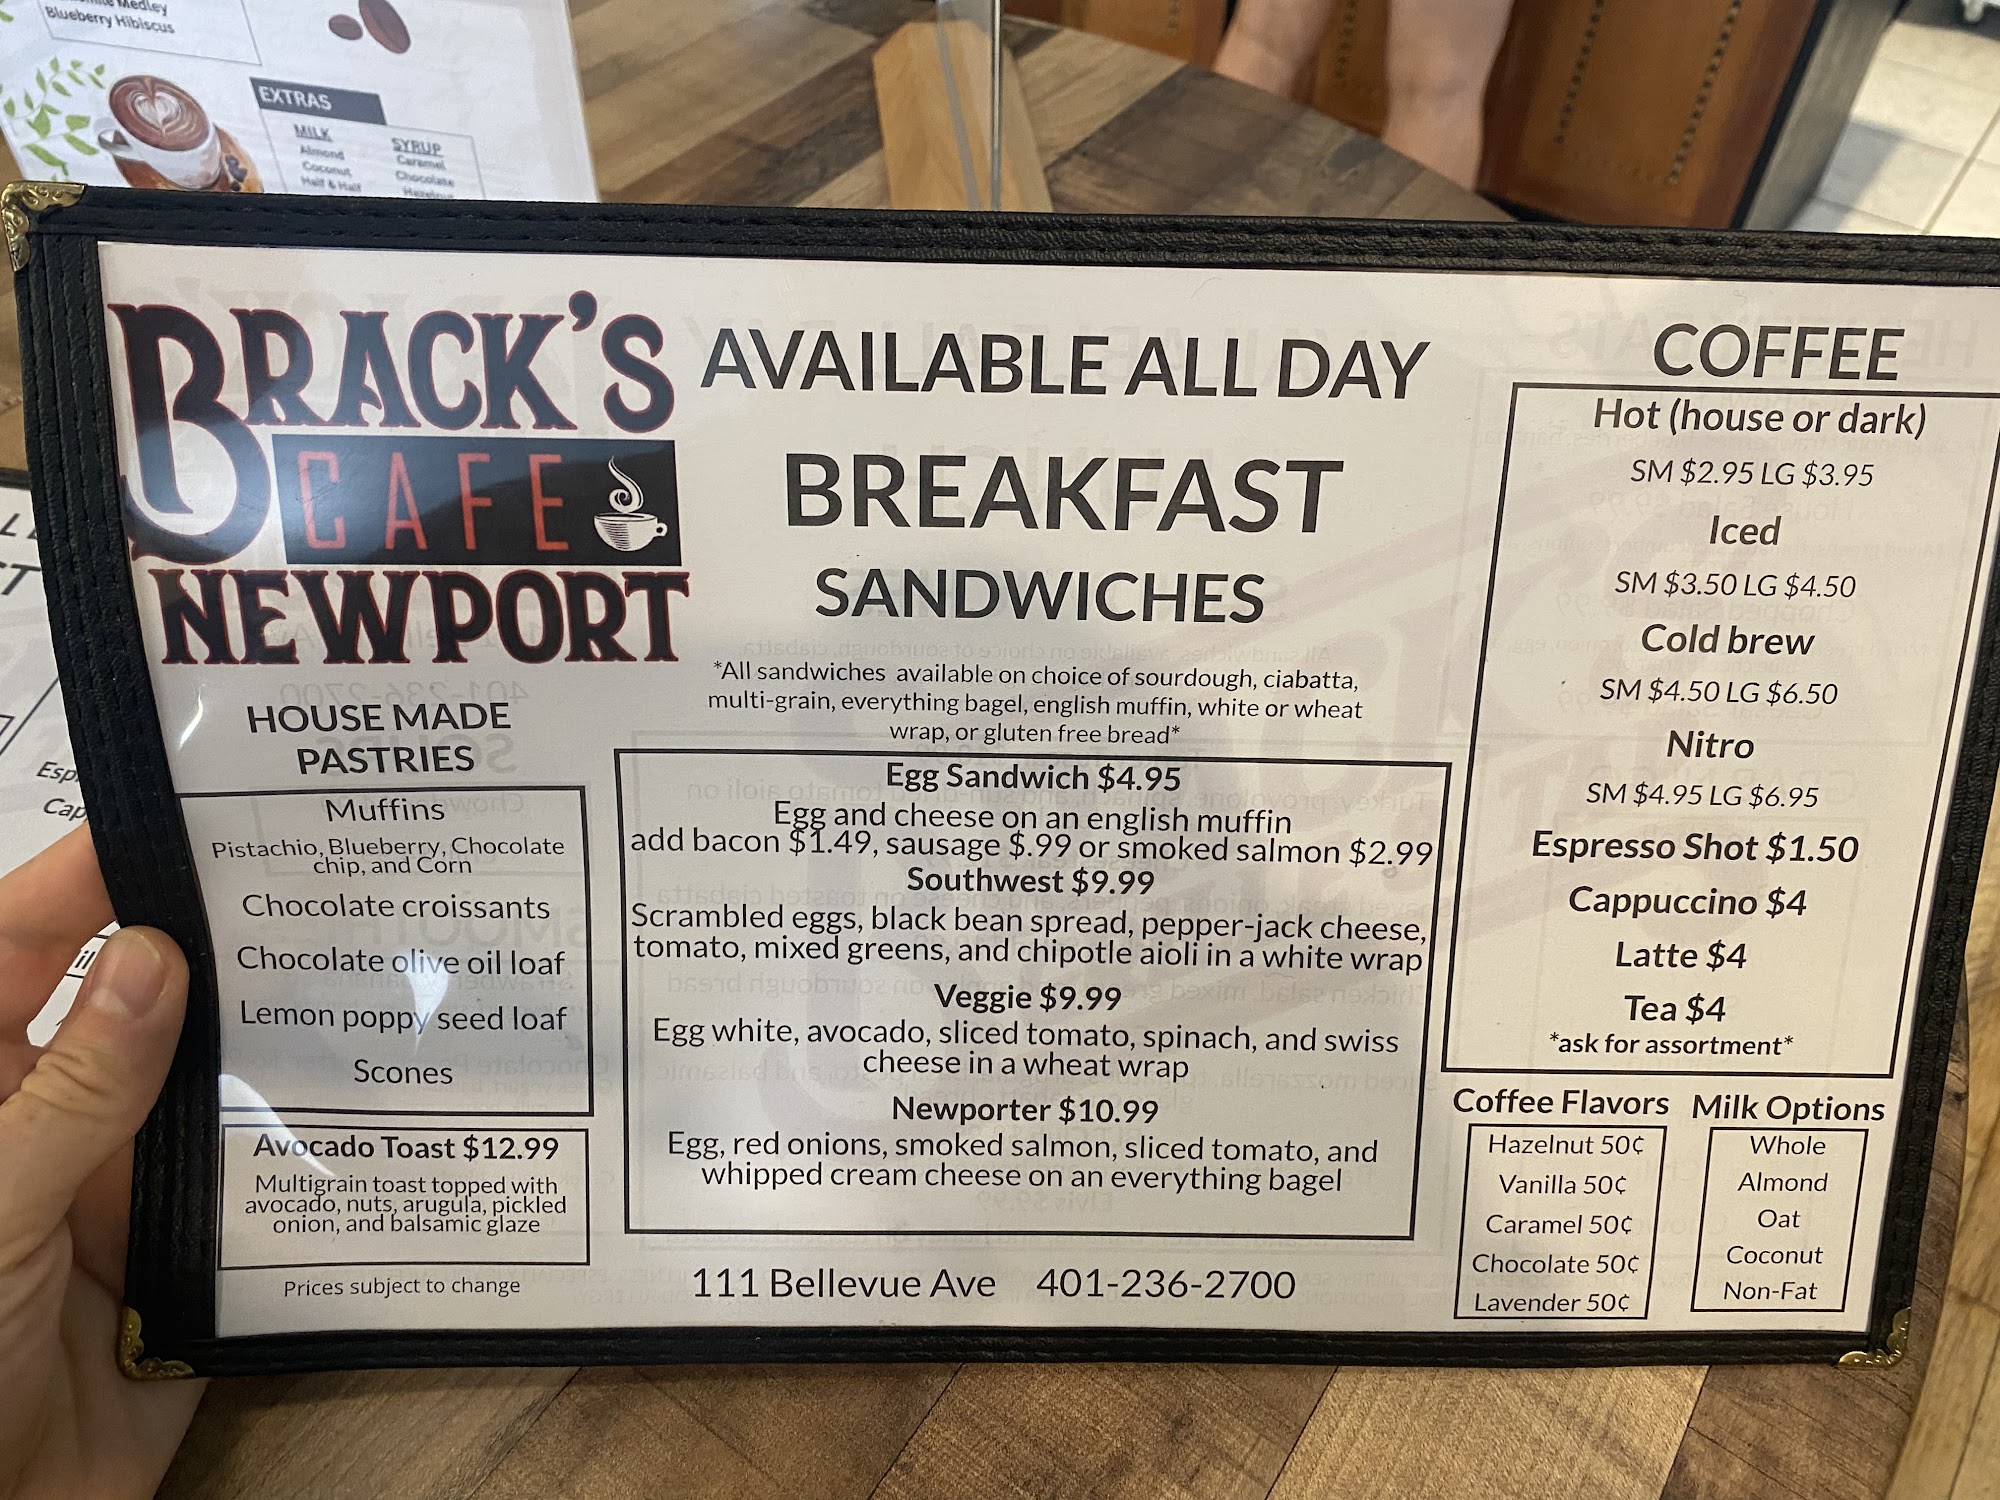 Medley
Blueberry Hibiscus
EXTRAS
MILK
Almond
Coconut
Half & Half
SYRUP
Caramel
Chocolate
Hazelnut
BRACK'S
CAFE
NEWPORT
HOUSE MADE
PASTRIES
Muffins
Pistachio, Blueberry, Chocolate
chip, and Corn
Chocolate croissants
Chocolate olive oil loaf
Lemon poppy seed loaf
Scones
Avocado Toast $12.99
Multigrain toast topped with
avocado, nuts, arugula, pickled
onion, and balsamic glaze
Prices subject to change
AVAILABLE ALL DAY
BREAKFAST
SANDWICHES
*All sandwiches available on choice of sourdough, ciabatta,
multi-grain, everything bagel, english muffin, white or wheat
wrap, or gluten free bread*
Egg Sandwich $4.95
Egg and cheese on an english muffin
add bacon $1.49, sausage $.99 or smoked salmon $2.99
Southwest $9.99
Scrambled eggs, black bean spread, pepper-jack cheese,
tomato, mixed greens, and chipotle aioli in a white wrap
Veggie $9.99
Egg white, avocado, sliced tomato, spinach, and swiss
cheese in a wheat wrap
Newporter $10.99
Egg, red onions, smoked salmon, sliced tomato, and
whipped cream cheese on an everything bagel
111 Bellevue Ave 401-236-2700
COFFEE
Hot (house or dark)
SM $2.95 LG $3.95
Iced
SM $3.50 LG $4.50
Cold brew
SM $4.50 LG $6.50
Nitro
SM $4.95 LG $6.95
Espresso Shot $1.50
Cappuccino $4
Latte $4
Tea $4
*ask for assortment*
Coffee Flavors
Hazelnut 50¢
Vanilla 50¢
Caramel 50¢
Chocolate 50¢
Lavender 50¢
Milk Options
Whole
Almond
Oat
Coconut
Non-Fat